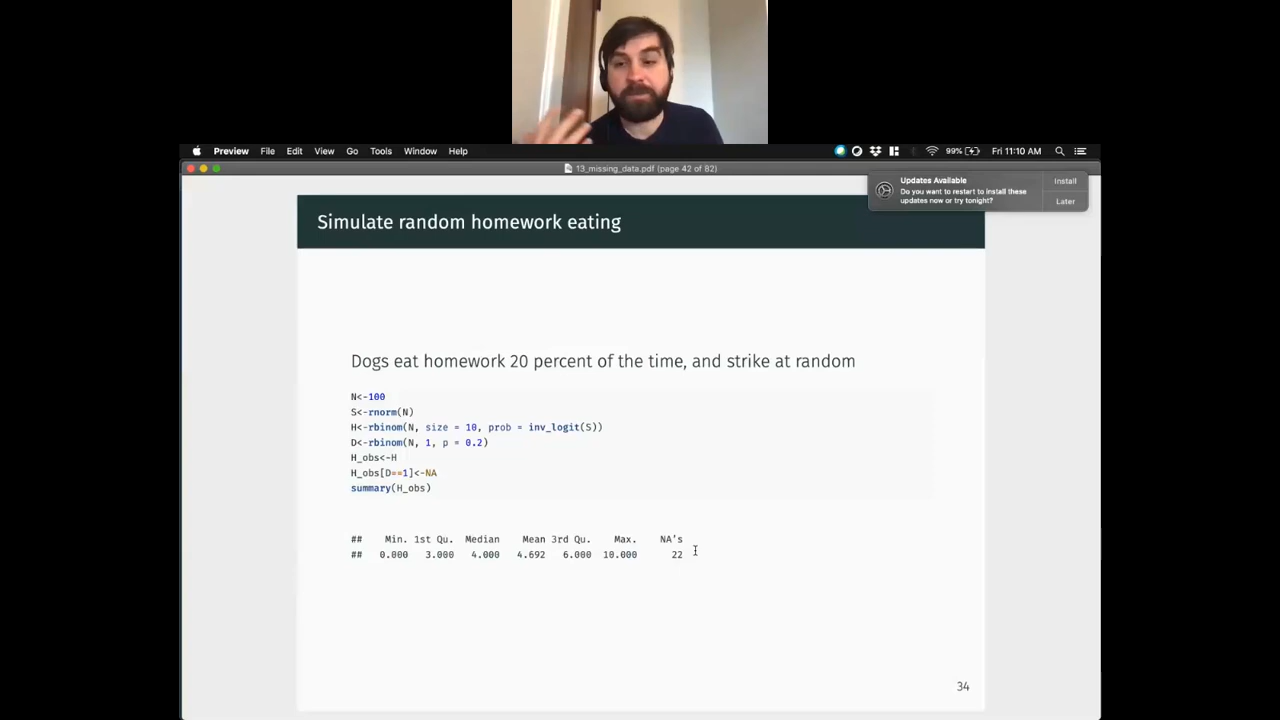 Preview File Edit View Go Tools Window Help 99% Fri 11:10 AM
13_missing_data.pdf (page 42 of 82)
Updates Available
Do you want to restart to install these
updates now or try tonight?
Install
Later
Simulate random homework eating
Dogs eat homework 20 percent of the time, and strike at random
N<-100
S<-rnorm(N)
H<-rbinom(N, size = 10, prob = inv_logit(S))
D<-rbinom(N, 1, p = 0.2)
H_obs<-H
H_obs[D==1]<-NA
summary(H_obs)
## Min. 1st Qu. Median Mean 3rd Qu. Max. NA's
## 0.000 3.000 4.000 4.692 6.000 10.000 22
34